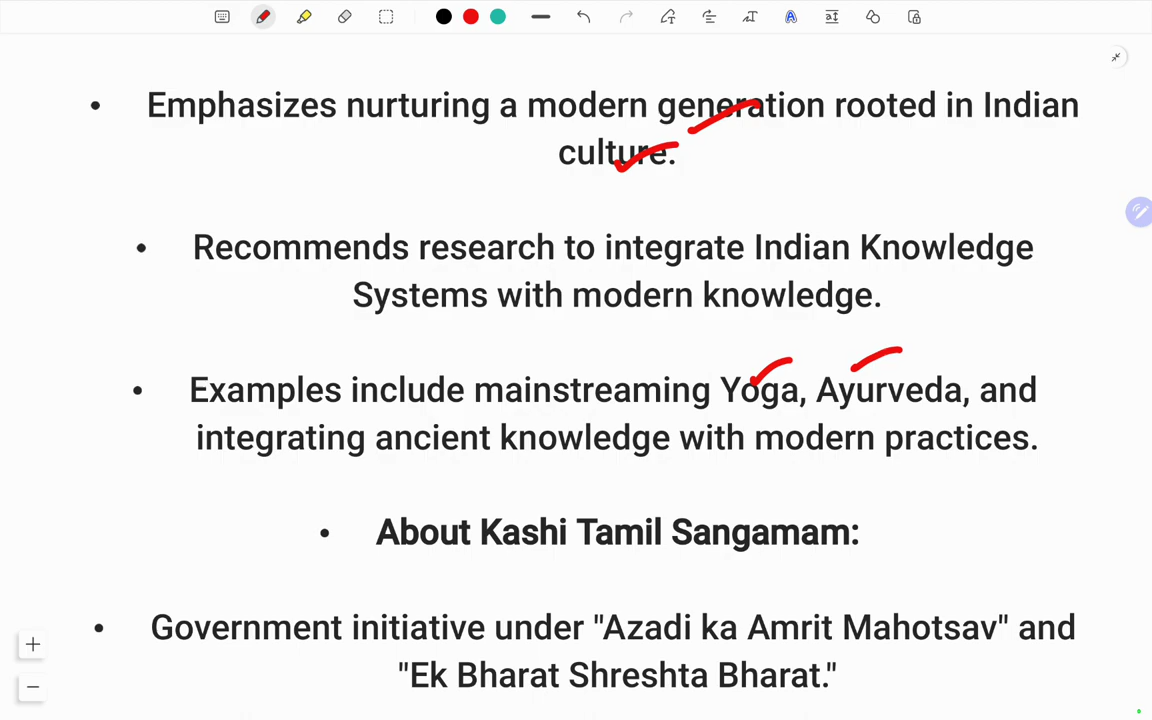 • Emphasizes nurturing a modern generation rooted in Indian
culture.
• Recommends research to integrate Indian Knowledge
Systems with modern knowledge.
• Examples include mainstreaming Yoga, Ayurveda, and
integrating ancient knowledge with modern practices.
• About Kashi Tamil Sangamam:
• Government initiative under "Azadi ka Amrit Mahotsav" and
"Ek Bharat Shreshta Bharat."